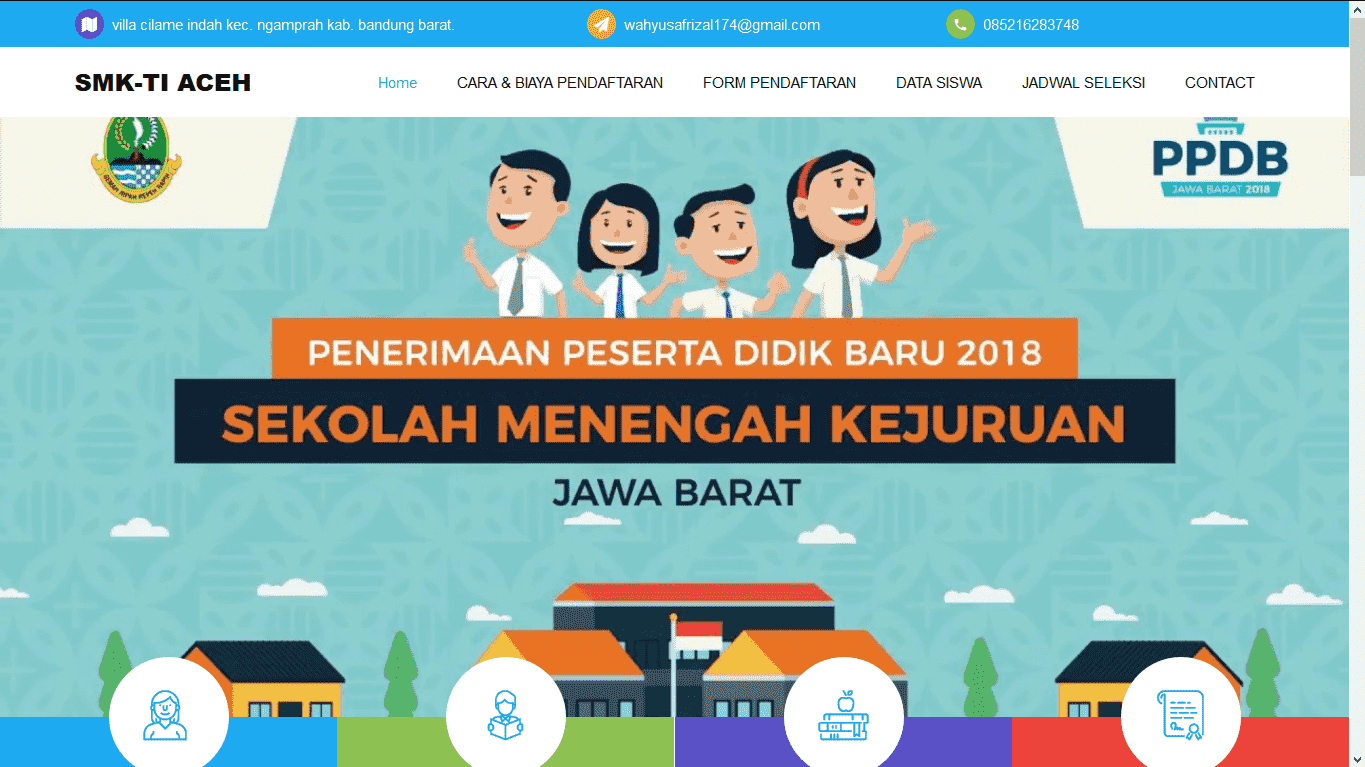 villa cilame indah kec. ngamprah kab. bandung barat.
wahyusafrizal174@gmail.com
085216283748
SMK-TI ACEH
Home
CARA & BIAYA PENDAFTARAN
FORM PENDAFTARAN
DATA SISWA
JADWAL SELEKSI
CONTACT
PPDB
JAWA BARAT 2018
PENERIMAAN PESERTA DIDIK BARU 2018
SEKOLAH MENENGAH KEJURUAN
JAWA BARAT